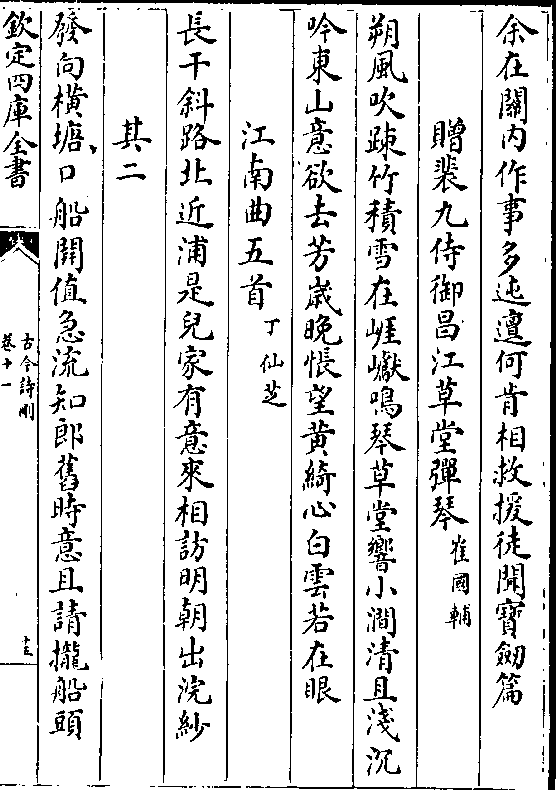 余在關内作事多迍邅何肯相救援徒聞寶劒篇
贈裴九侍御昌江草堂彈琴 崔國輔
朔風吹踈竹積雪在崖巘鳴琴草堂響小澗清且淺沉
吟東山意欲去芳嵗晚悵望黄綺心白雲若在眼
江南曲五首 丁仙芝
長干斜路北近浦是兒家有意來相訪明朝出浣紗
其二
發向横塘口船開值急流知郎舊時意且請攏船頭
欽定四庫全書
古今詩刪
卷十一
十三